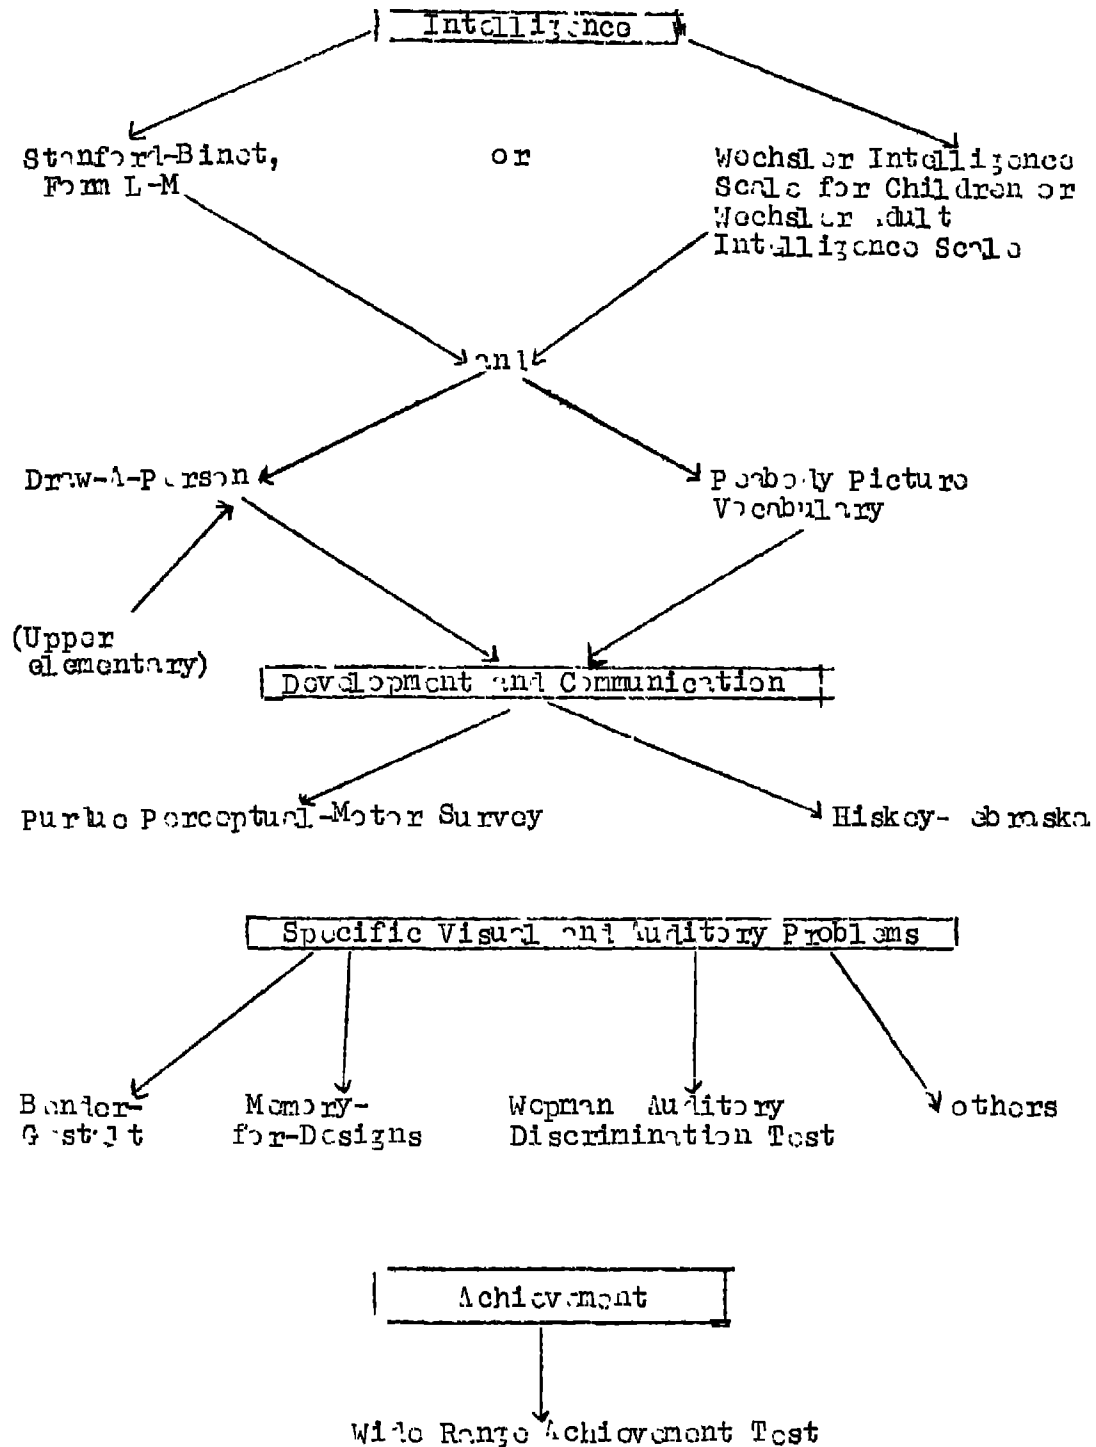 Intelligence
Stanford-Binet,
Form L-M
or
Wechsler Intelligence
Scale for Children or
Wechsler Adult
Intelligence Scale
and
Draw-A-Person
Peabody Picture
Vocabulary
(Upper
elementary)
Development and Communication
Purdue Perceptual-Motor Survey
Hiskey-Nebraska
Specific Visual and Auditory Problems
Bender-
Gestalt
Memory-
for-Designs
Wepman Auditory
Discrimination Test
others
Achievement
Wide Range Achievement Test